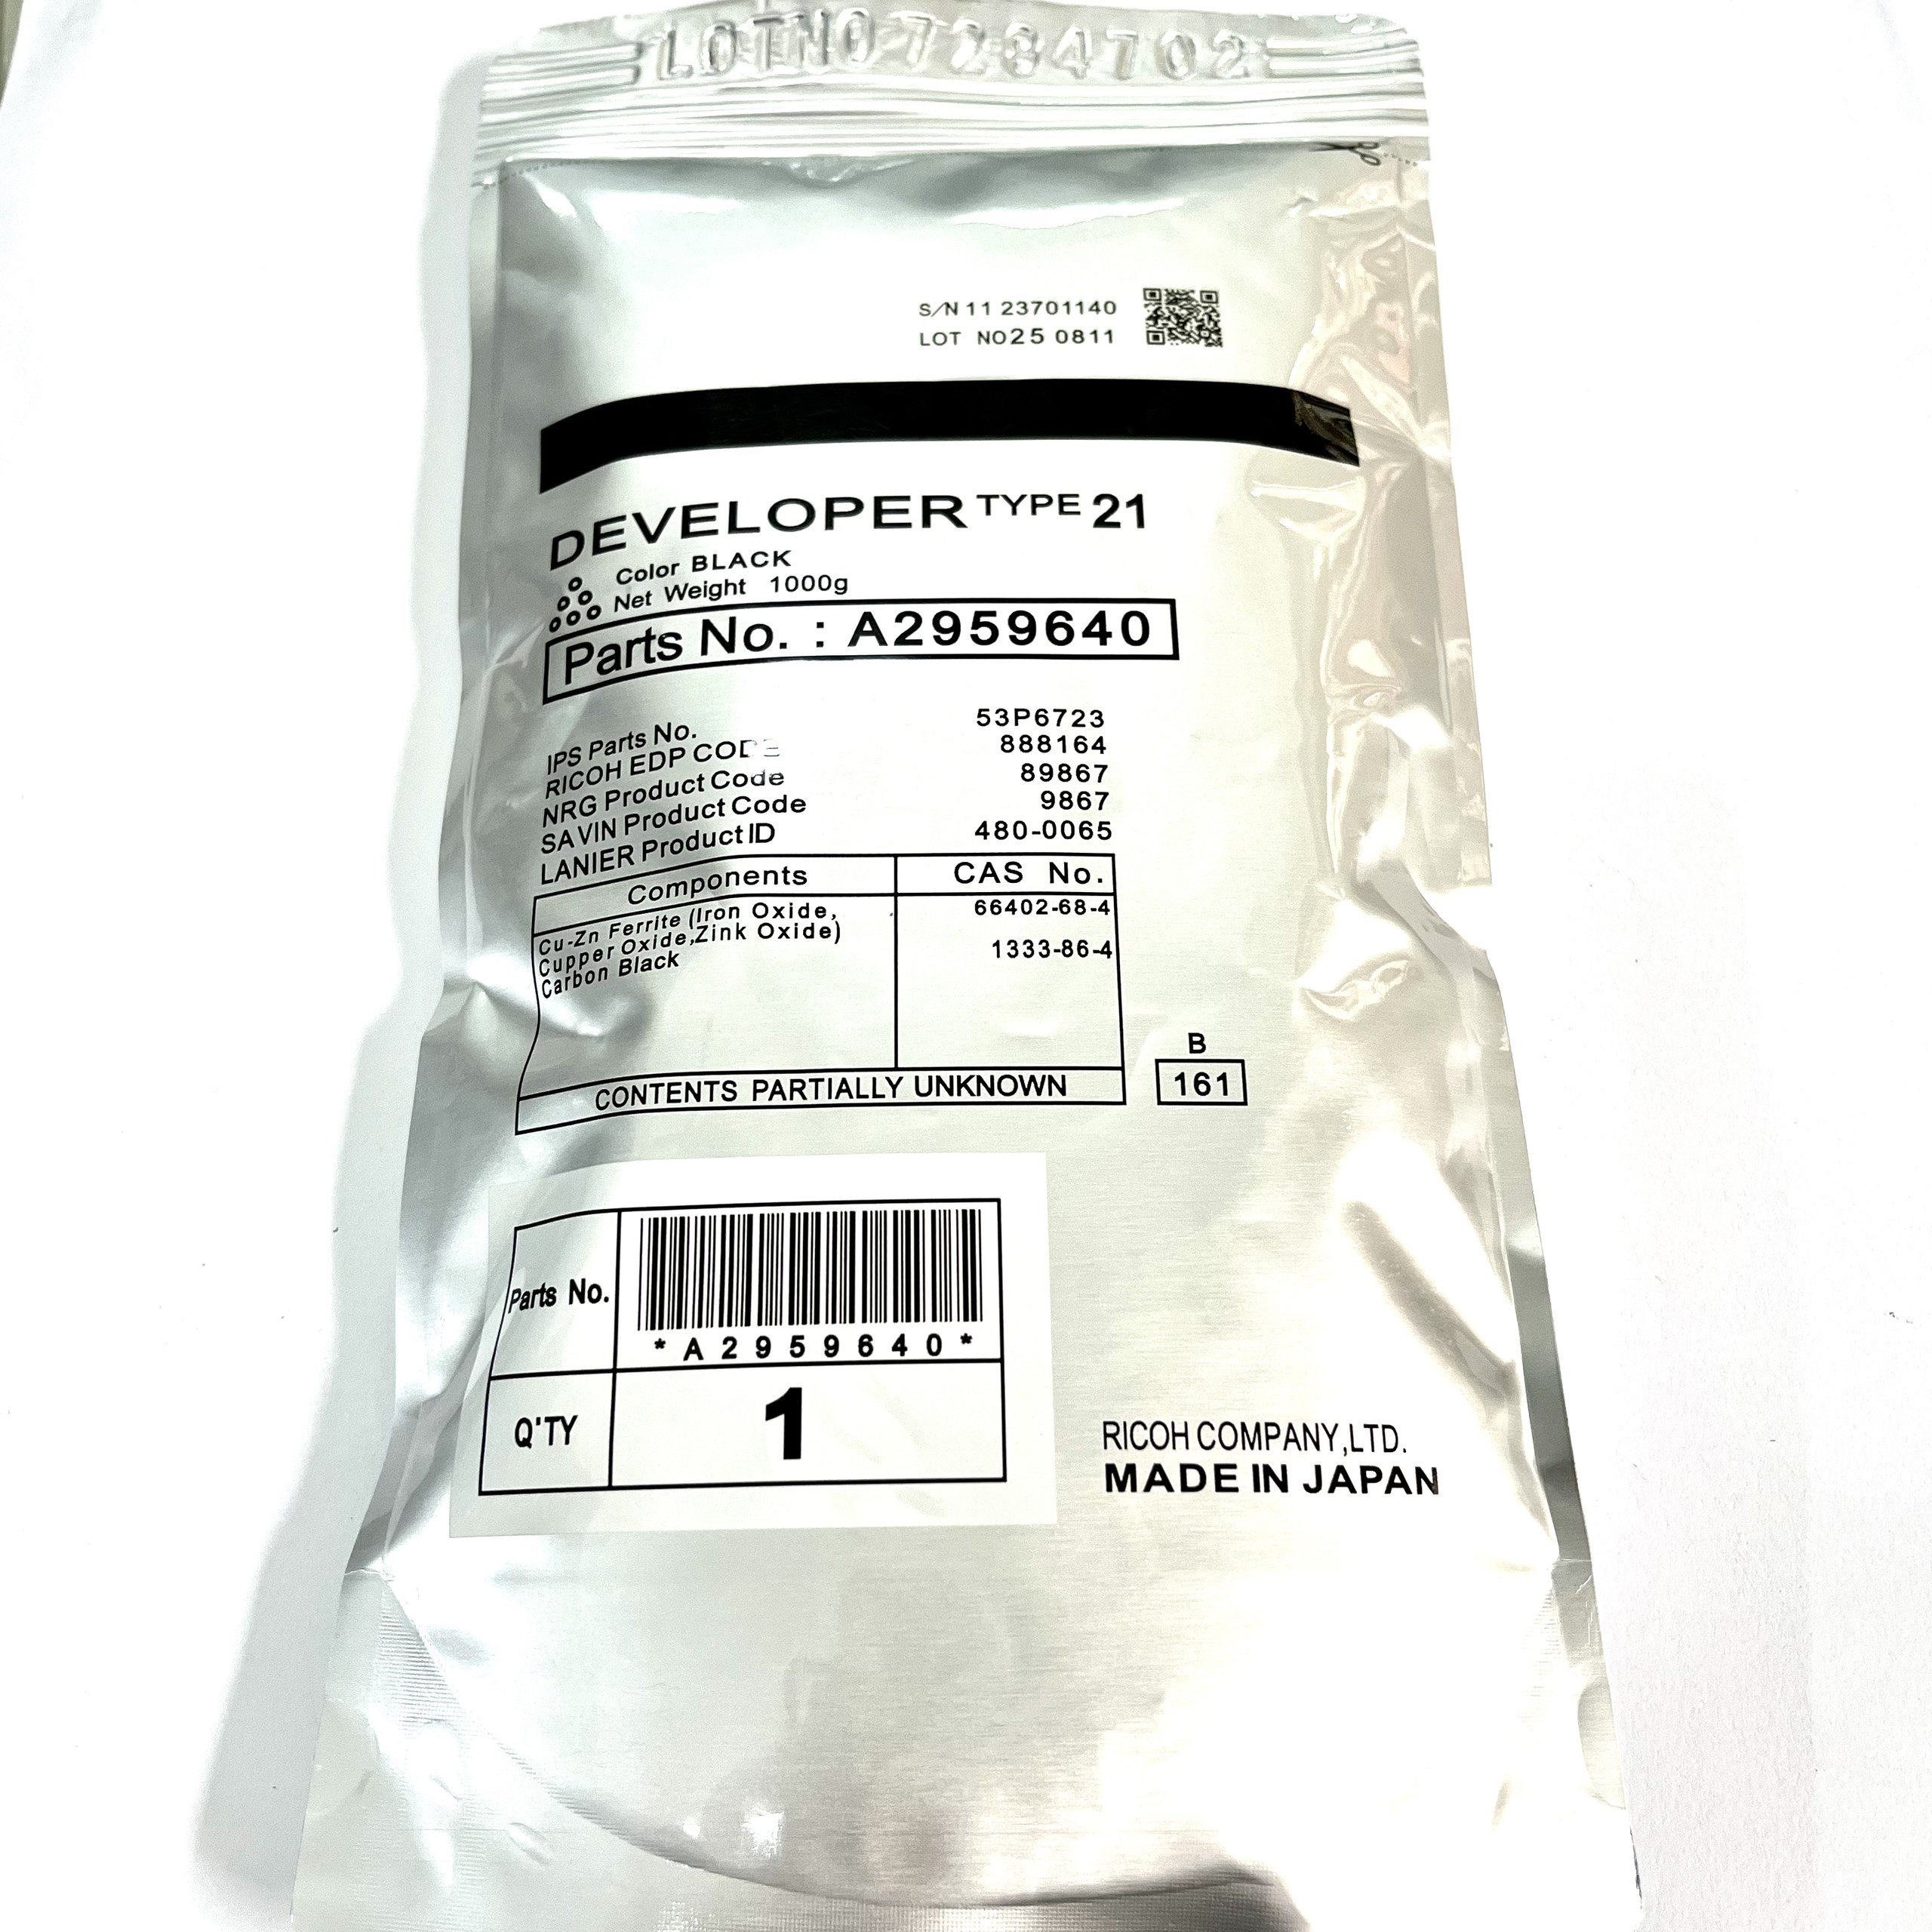 LOTNO 7284702
S/N 11 23701140
LOT NO25 0811
DEVELOPER TYPE 21
Color BLACK
Net Weight 1000g
Parts No. : A2959640
IPS Parts No. 53P6723
RICOH EDP CODE 888164
NRG Product Code 89867
SAVIN Product Code 9867
LANIER Product ID 480-0065
Components CAS No.
Cu-Zn Ferrite (Iron Oxide, 66402-68-4
Cupper Oxide,Zink Oxide)
Carbon Black 1333-86-4
CONTENTS PARTIALLY UNKNOWN
B
161
Parts No.
*A2959640*
Q'TY 1
RICOH COMPANY,LTD.
MADE IN JAPAN